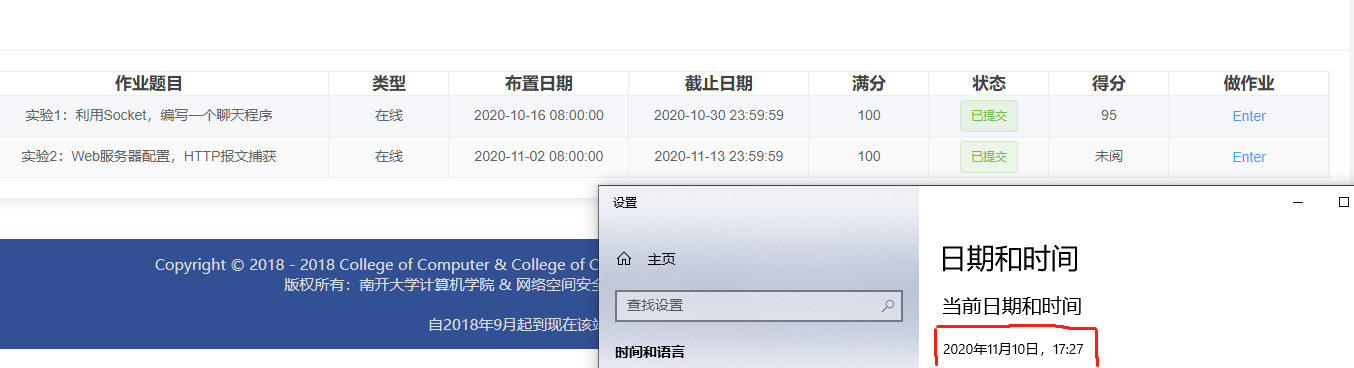 作业题目 类型 布置日期 截止日期 满分 状态 得分 做作业
实验1：利用Socket，编写一个聊天程序 在线 2020-10-16 08:00:00 2020-10-30 23:59:59 100 已提交 95 Enter
实验2：Web服务器配置，HTTP报文捕获 在线 2020-11-02 08:00:00 2020-11-13 23:59:59 100 已提交 未阅 Enter
Copyright © 2018 - 2018 College of Computer & College of C
版权所有：南开大学计算机学院 & 网络空间安全
自2018年9月起到现在该站
设置
主页
查找设置
时间和语言
日期和时间
当前日期和时间
2020年11月10日，17:27